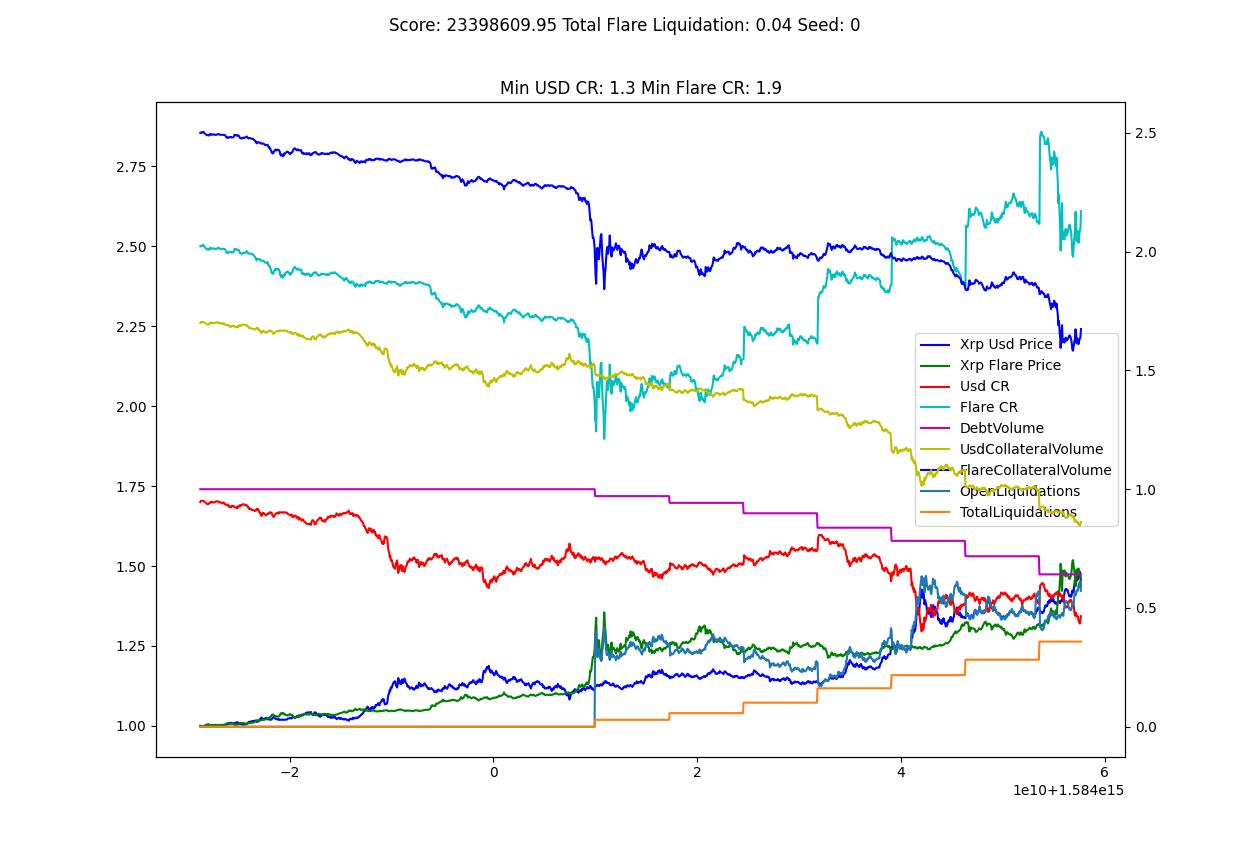 Score: 23398609.95 Total Flare Liquidation: 0.04 Seed: 0
Min USD CR: 1.3 Min Flare CR: 1.9
2.75
2.50
2.25
2.00
1.75
1.50
1.25
1.00
2.5
2.0
1.5
1.0
0.5
0.0
Xrp Usd Price
Xrp Flare Price
Usd CR
Flare CR
DebtVolume
UsdCollateralVolume
FlareCollateralVolume
OpenLiquidations
TotalLiquidations
−2 0 2 4 6
1e10+1.584e15